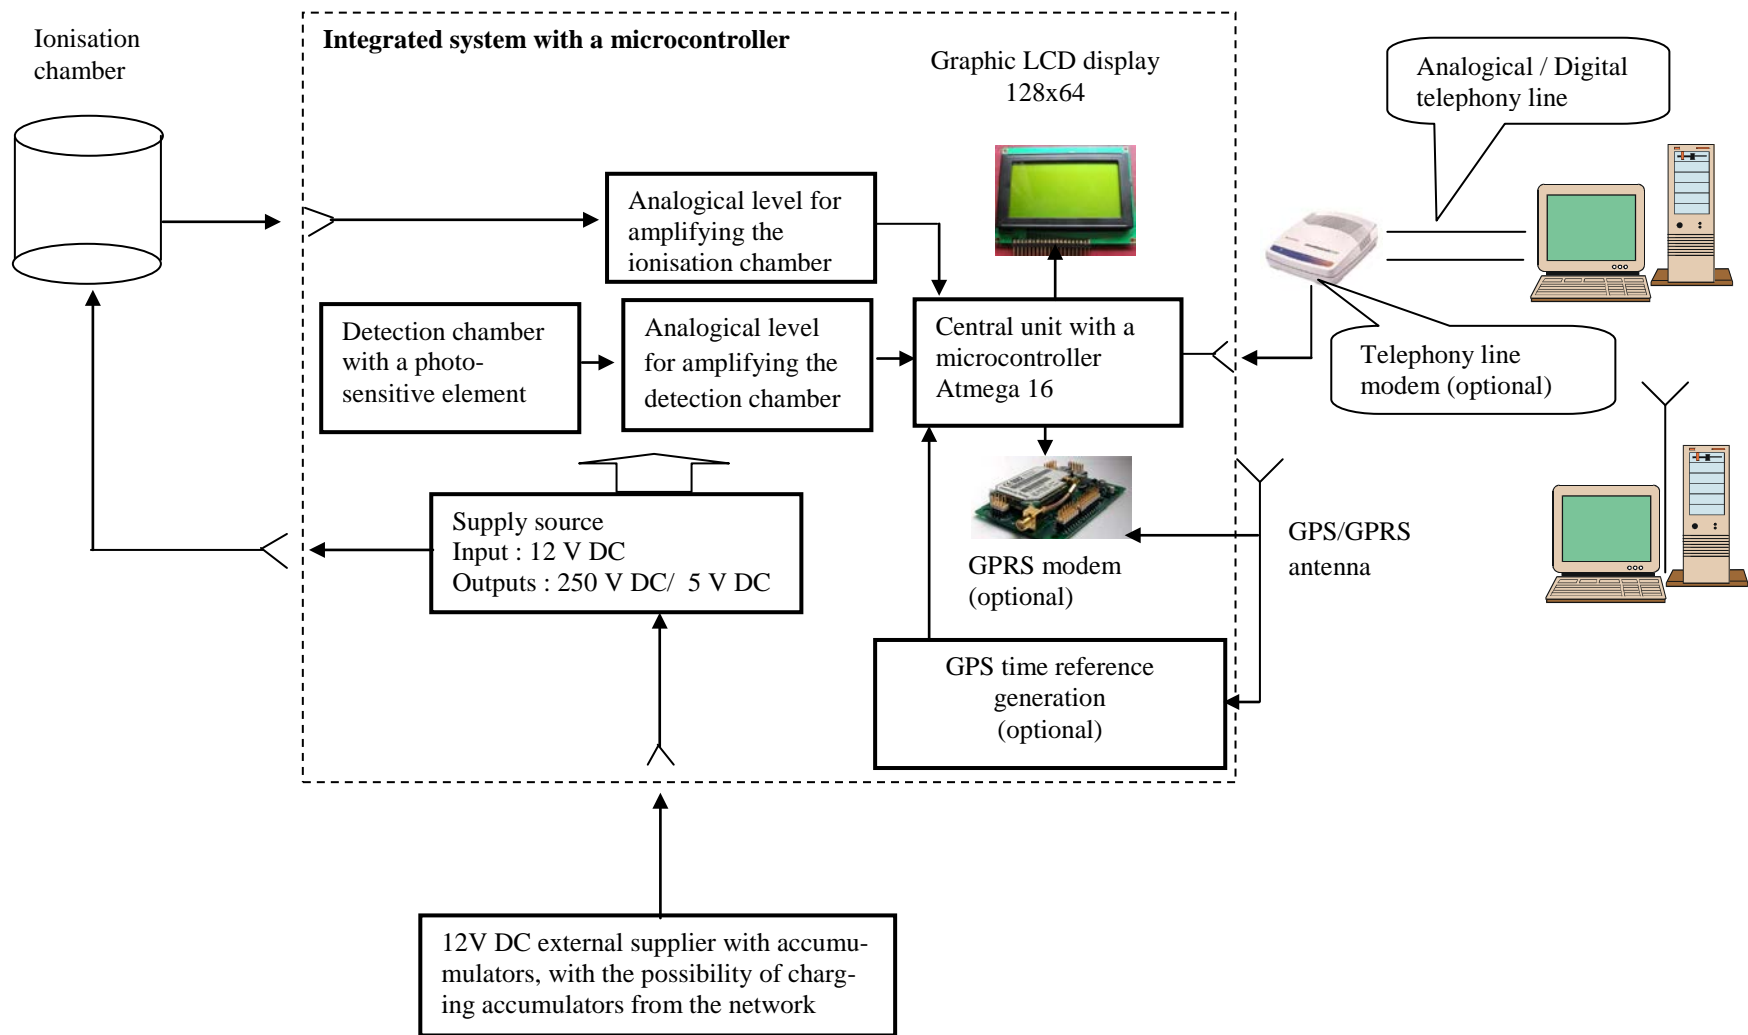 Ionisation
chamber
Integrated system with a microcontroller
Graphic LCD display
128x64
Analogical / Digital
telephony line
Analogical level for
amplifying the
ionisation chamber
Detection chamber
with a photo-
sensitive element
Analogical level
for amplifying the
detection chamber
Central unit with a
microcontroller
Atmega 16
Telephony line
modem (optional)
Supply source
Input : 12 V DC
Outputs : 250 V DC/ 5 V DC
GPRS modem
(optional)
GPS/GPRS
antenna
GPS time reference
generation
(optional)
12V DC external supplier with accumu-
mulators, with the possibility of charg-
ing accumulators from the network